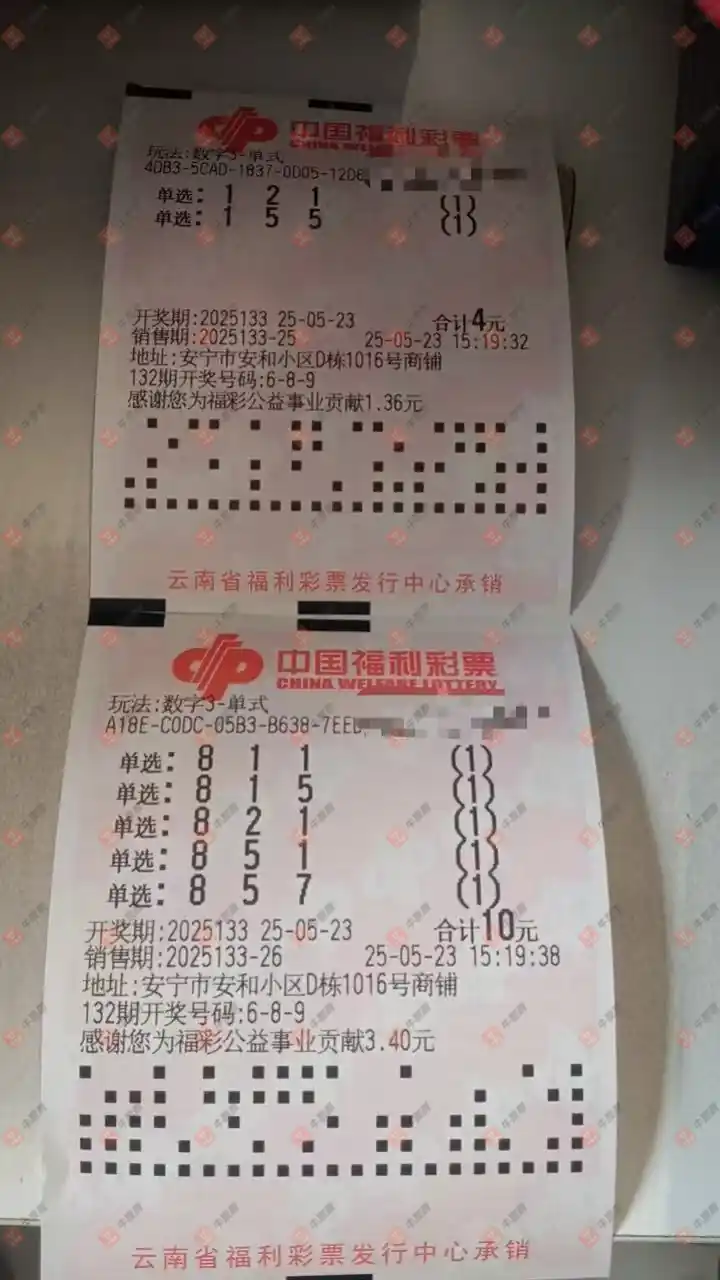 中国福利彩票
CHINA WELFARE LOTTERY
玩法:数字3-单式
4DB3-5CAD-1837-0D05-12D6
单选: 1 2 1 (1)
单选: 1 5 5 (1)
开奖期:2025133 25-05-23 合计4元
销售期:2025133-25 25-05-23 15:19:32
地址:安宁市安和小区D栋1016号商铺
132期开奖号码:6-8-9
感谢您为福彩公益事业贡献1.36元
云南省福利彩票发行中心承销
中国福利彩票
CHINA WELFARE LOTTERY
玩法:数字3-单式
A18E-C0DC-05B3-B638-7EE
单选: 8 1 1 (1)
单选: 8 1 5 (1)
单选: 8 2 1 (1)
单选: 8 5 1 (1)
单选: 8 5 7 (1)
开奖期:2025133 25-05-23 合计10元
销售期:2025133-26 25-05-23 15:19:38
地址:安宁市安和小区D栋1016号商铺
132期开奖号码:6-8-9
感谢您为福彩公益事业贡献3.40元
云南省福利彩票发行中心承销